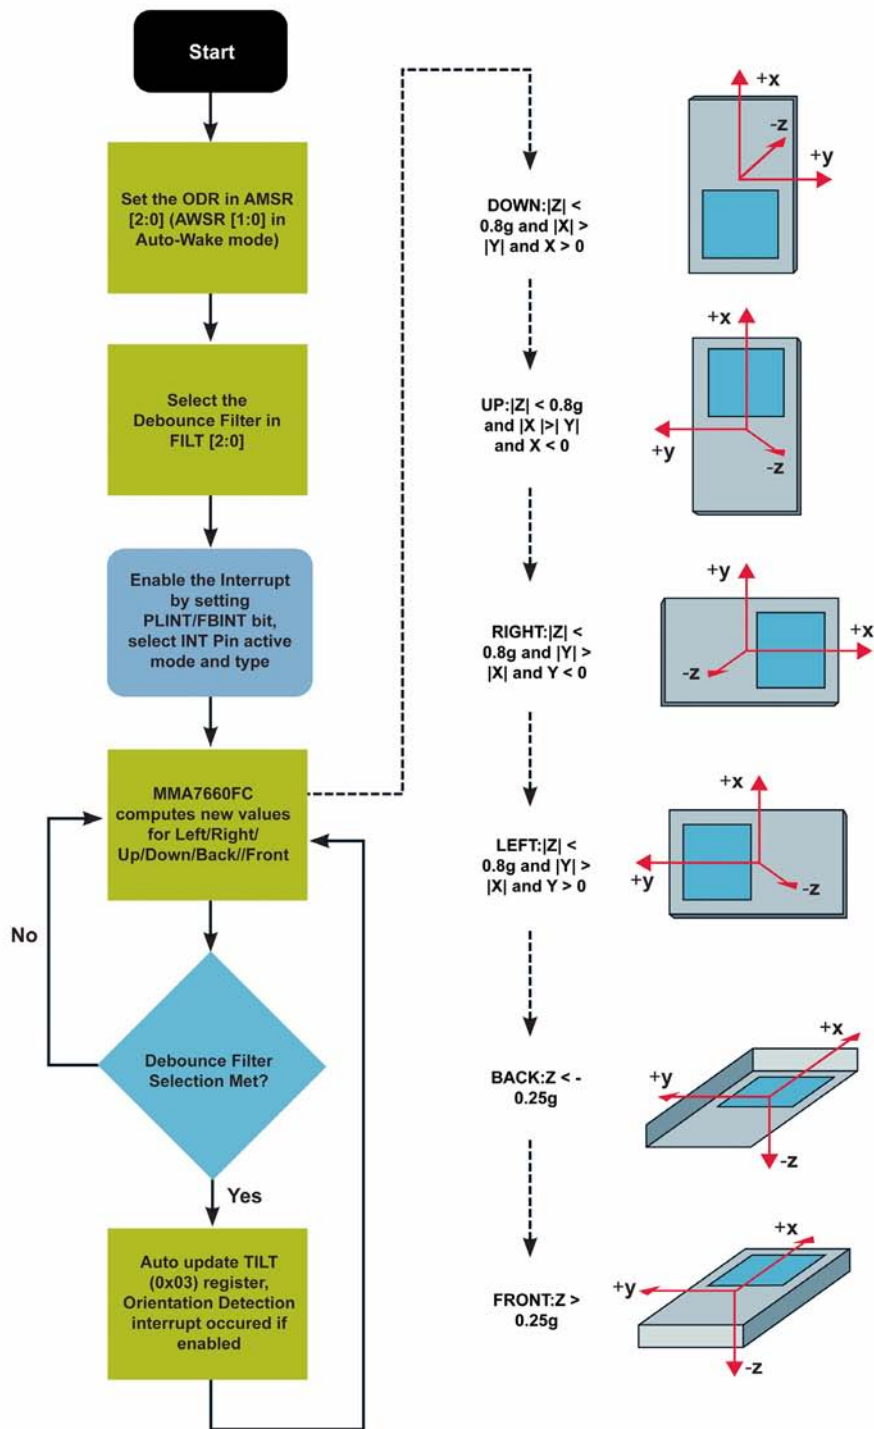 Start
Set the ODR in AMSR
[2:0] (AWSR [1:0] in
Auto-Wake mode)
Select the
Debounce Filter in
FILT [2:0]
Enable the Interrupt
by setting
PLINT/FBINT bit,
select INT Pin active
mode and type
MMA7660FC
computes new values
for Left/Right/
Up/Down/Back//Front
No
Debounce Filter
Selection Met?
Yes
Auto update TILT
(0x03) register,
Orientation Detection
interrupt occured if
enabled
DOWN:|Z| <
0.8g and |X| >
|Y| and X > 0
UP:|Z| < 0.8g
and |X |>| Y|
and X < 0
RIGHT:|Z| <
0.8g and |Y| >
|X| and Y < 0
LEFT:|Z| <
0.8g and |Y| >
|X| and Y > 0
BACK:Z < -
0.25g
FRONT:Z >
0.25g
+x
-z
+y
+x
+y
-z
+y
+x
-z
+x
+y
-z
+x
+y
-z
+x
+y
-z